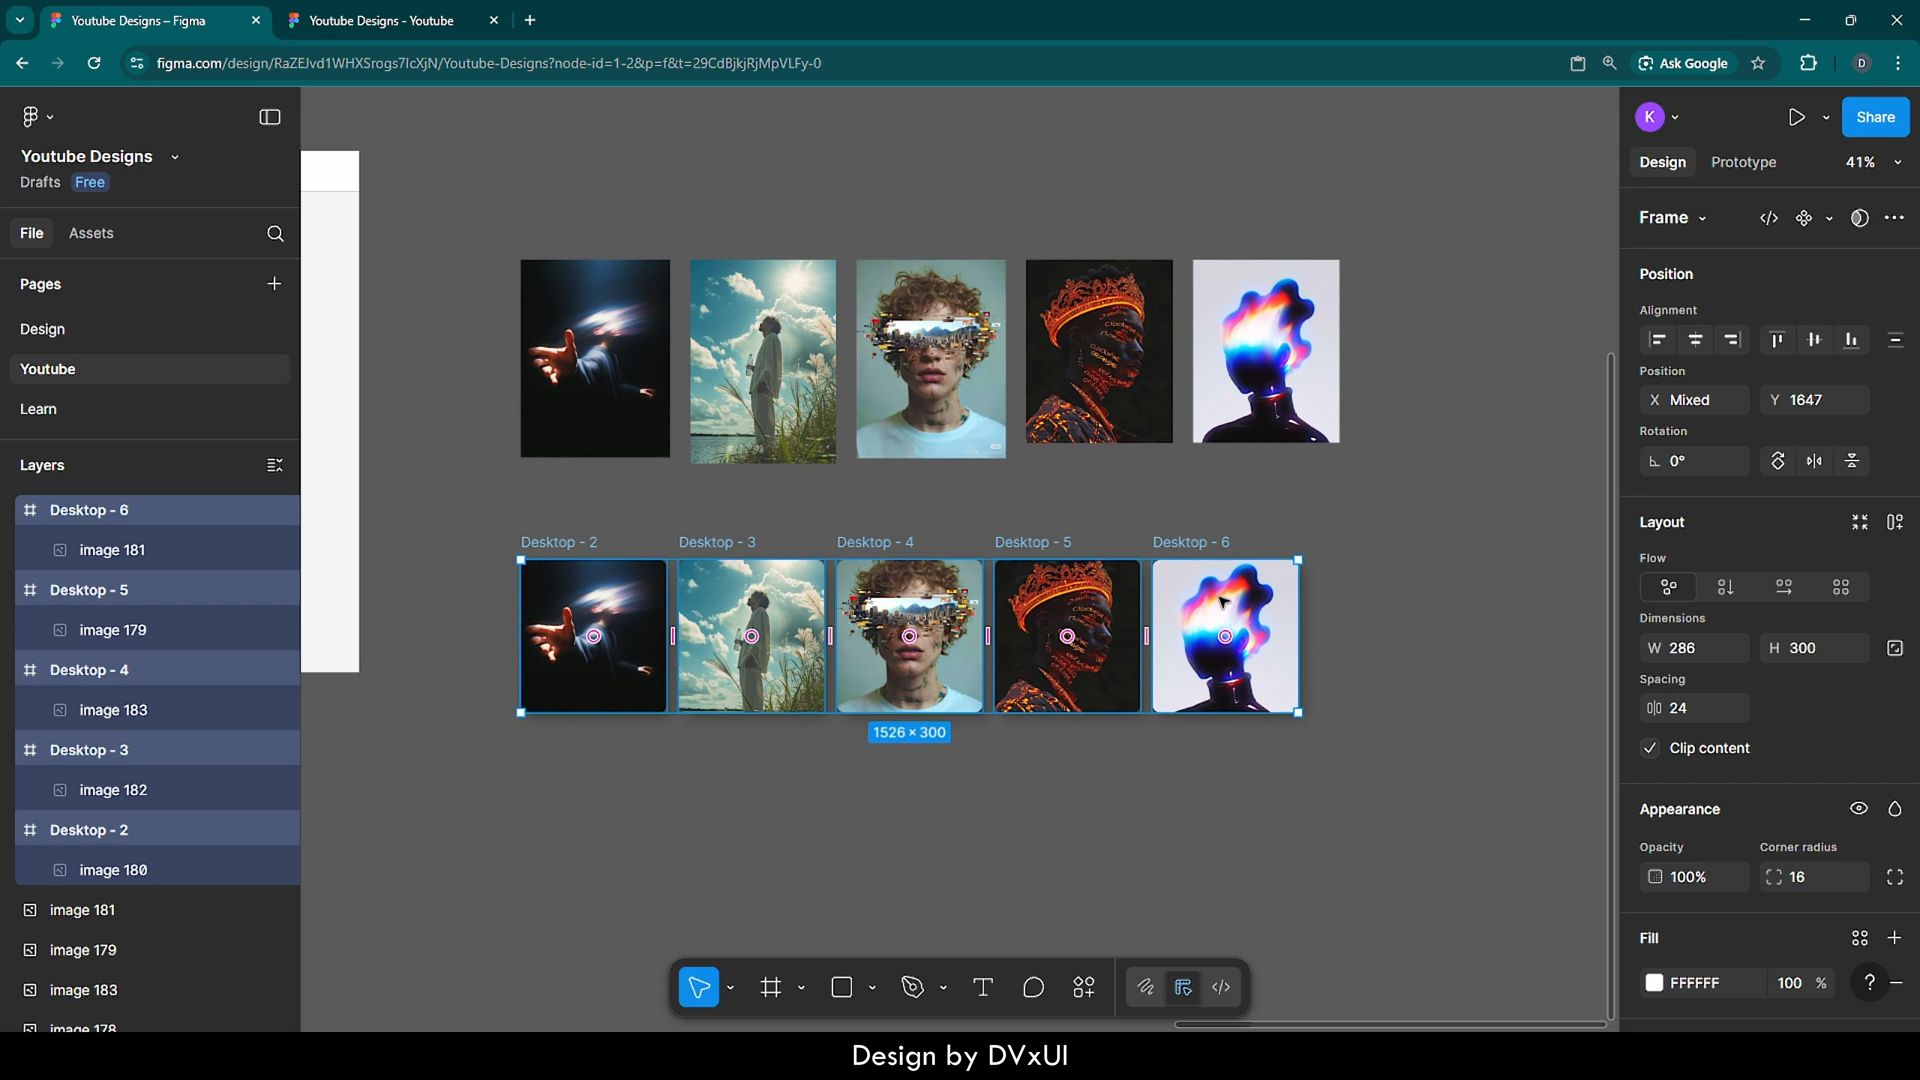 Youtube Designs – Figma
Youtube Designs - Youtube
figma.com/design/RaZEJvd1WHXSrogs7IcXjN/Youtube-Designs?node-id=1-2&p=f&t=29CdBjkjRjMpVLFy-0
Ask Google
D
Youtube Designs
Drafts
Free
File
Assets
Pages
Design
Youtube
Learn
Layers
Desktop - 6
image 181
Desktop - 5
image 179
Desktop - 4
image 183
Desktop - 3
image 182
Desktop - 2
image 180
image 181
image 179
image 183
image 178
Desktop - 2
Desktop - 3
Desktop - 4
Desktop - 5
Desktop - 6
1526 × 300
K
Share
Design
Prototype
41%
Frame
Position
Alignment
Position
X Mixed
Y 1647
Rotation
0°
Layout
Flow
Dimensions
W 286
H 300
Spacing
24
Clip content
Appearance
Opacity
Corner radius
100%
16
Fill
FFFFFF
100 %
?
Design by DVxUI